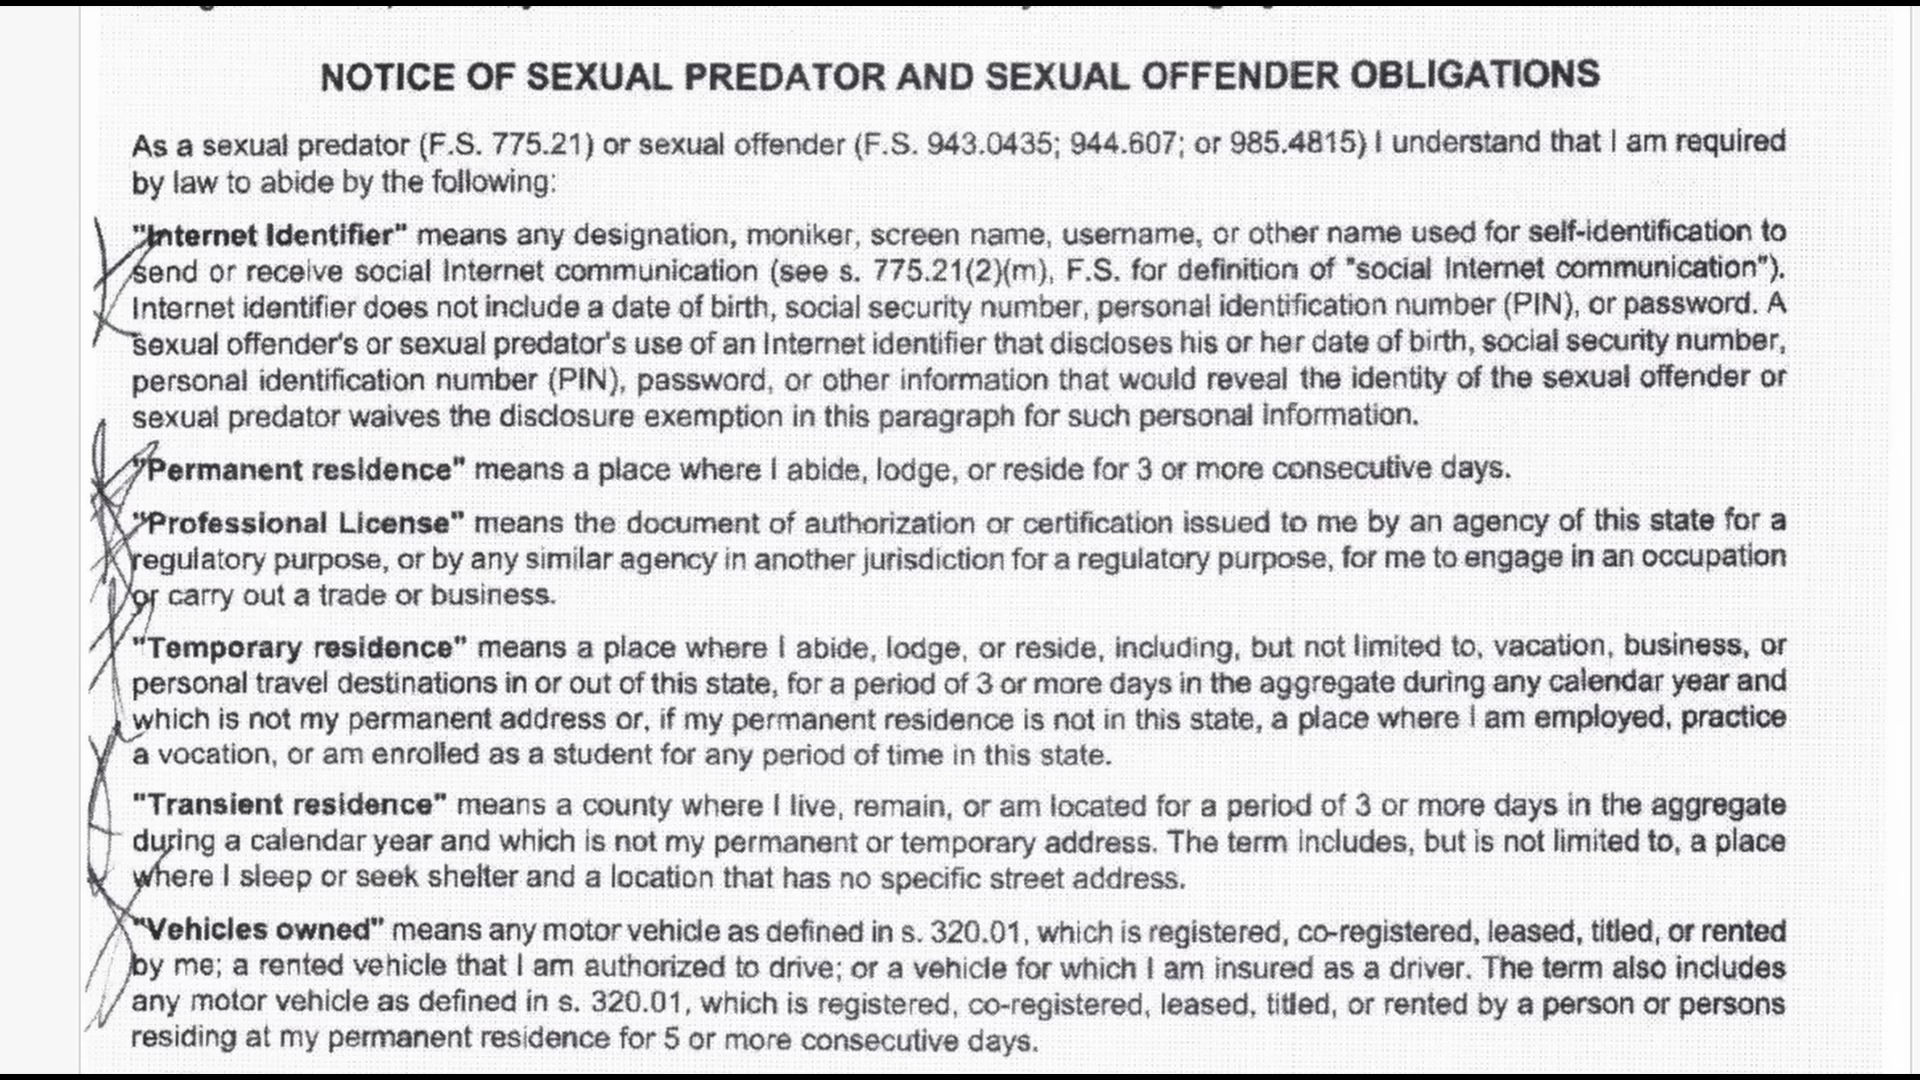 NOTICE OF SEXUAL PREDATOR AND SEXUAL OFFENDER OBLIGATIONS
As a sexual predator (F.S. 775.21) or sexual offender (F.S. 943.0435; 944.607; or 985.4815) I understand that I am required
by law to abide by the following:
"Internet Identifier" means any designation, moniker, screen name, username, or other name used for self-identification to
send or receive social Internet communication (see s. 775.21(2)(m), F.S. for definition of "social Internet communication").
Internet identifier does not include a date of birth, social security number, personal identification number (PIN), or password. A
sexual offender's or sexual predator's use of an Internet identifier that discloses his or her date of birth, social security number,
personal identification number (PIN), password, or other information that would reveal the identity of the sexual offender or
sexual predator waives the disclosure exemption in this paragraph for such personal information.
"Permanent residence" means a place where I abide, lodge, or reside for 3 or more consecutive days.
"Professional License" means the document of authorization or certification issued to me by an agency of this state for a
regulatory purpose, or by any similar agency in another jurisdiction for a regulatory purpose, for me to engage in an occupation
or carry out a trade or business.
"Temporary residence" means a place where I abide, lodge, or reside, including, but not limited to, vacation, business, or
personal travel destinations in or out of this state, for a period of 3 or more days in the aggregate during any calendar year and
which is not my permanent address or, if my permanent residence is not in this state, a place where I am employed, practice
a vocation, or am enrolled as a student for any period of time in this state.
"Transient residence" means a county where I live, remain, or am located for a period of 3 or more days in the aggregate
during a calendar year and which is not my permanent or temporary address. The term includes, but is not limited to, a place
where I sleep or seek shelter and a location that has no specific street address.
"Vehicles owned" means any motor vehicle as defined in s. 320.01, which is registered, co-registered, leased, titled, or rented
by me; a rented vehicle that I am authorized to drive; or a vehicle for which I am insured as a driver. The term also includes
any motor vehicle as defined in s. 320.01, which is registered, co-registered, leased, titled, or rented by a person or persons
residing at my permanent residence for 5 or more consecutive days.